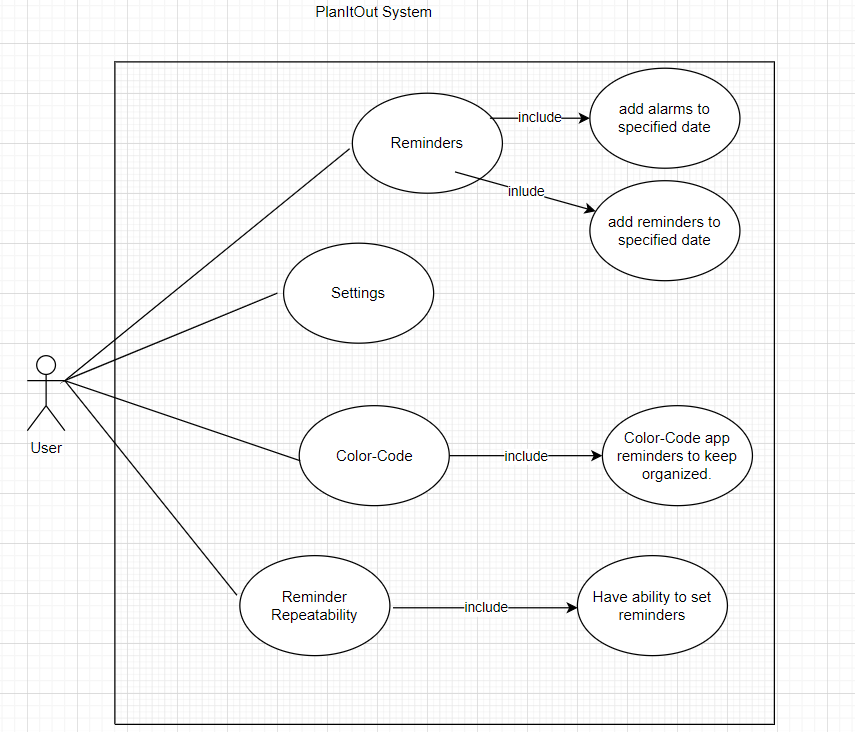 PlanItOut System
Reminders
include
add alarms to
specified date
inlude
add reminders to
specified date
Settings
User
Color-Code
include
Color-Code app
reminders to keep
organized.
Reminder
Repeatability
include
Have ability to set
reminders